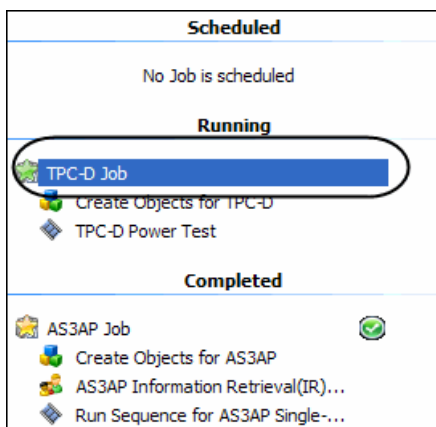 Scheduled
No Job is scheduled
Running
TPC-D Job
Create Objects for TPC-D
TPC-D Power Test
Completed
AS3AP Job
Create Objects for AS3AP
AS3AP Information Retrieval(IR)...
Run Sequence for AS3AP Single-...